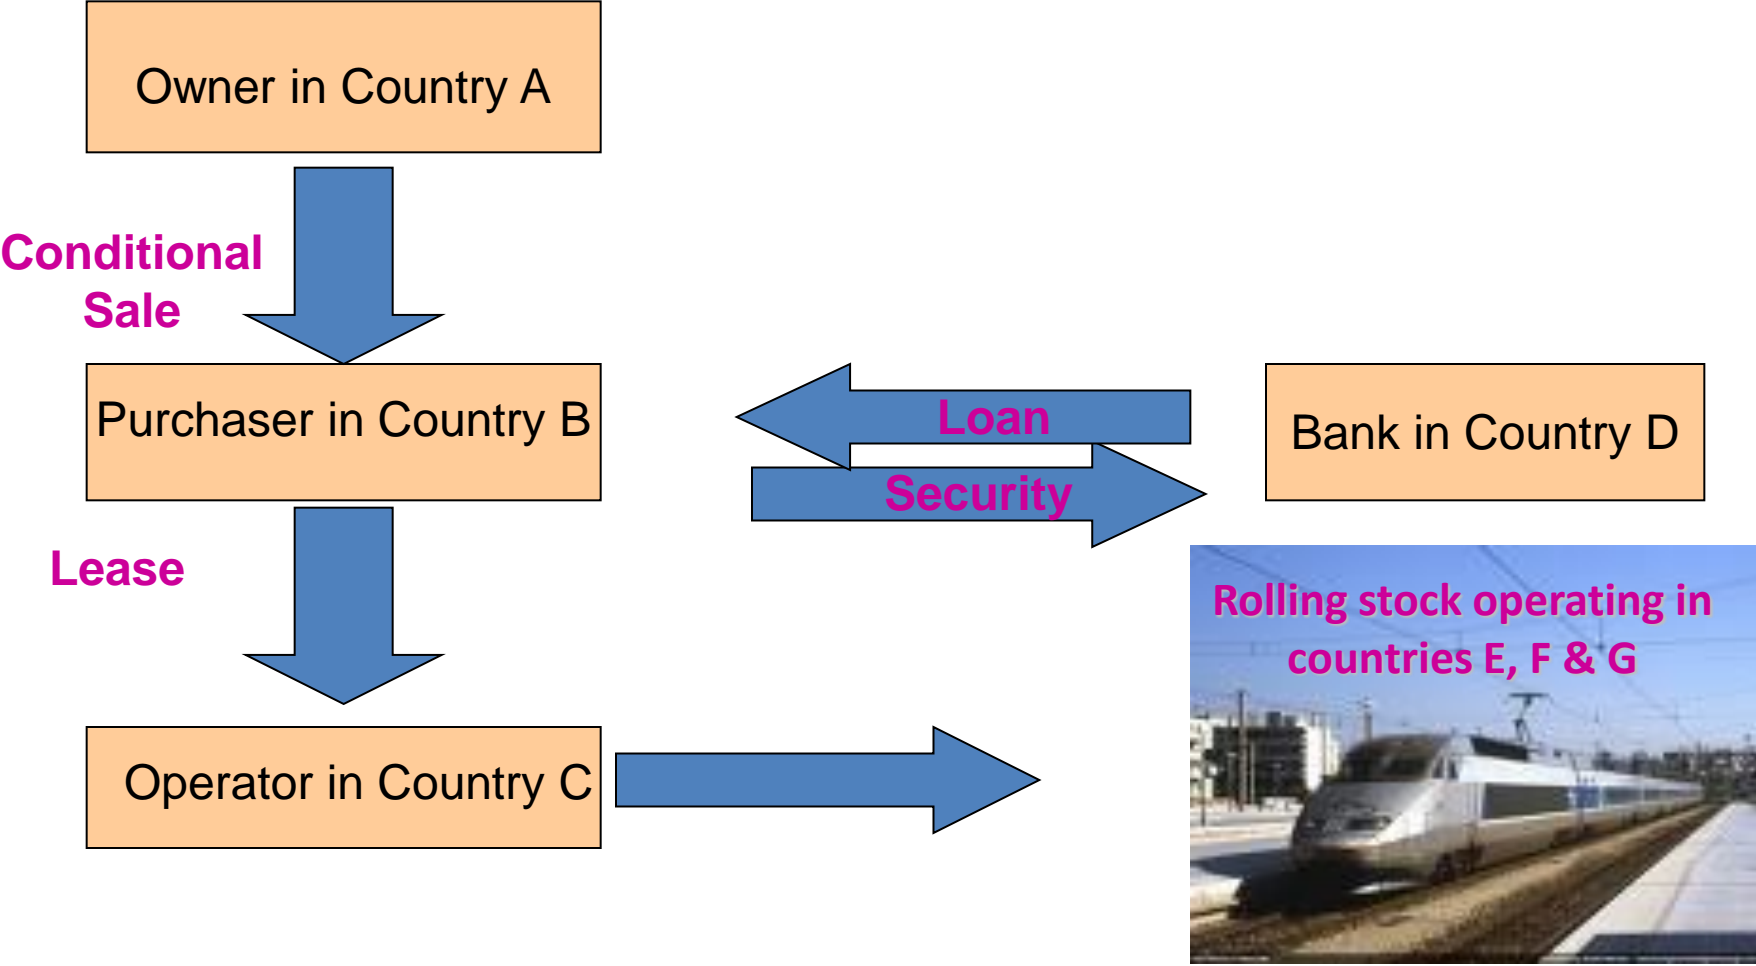 Owner in Country A
Conditional
Sale
Purchaser in Country B
Loan
Security
Bank in Country D
Lease
Rolling stock operating in
countries E, F & G
Operator in Country C